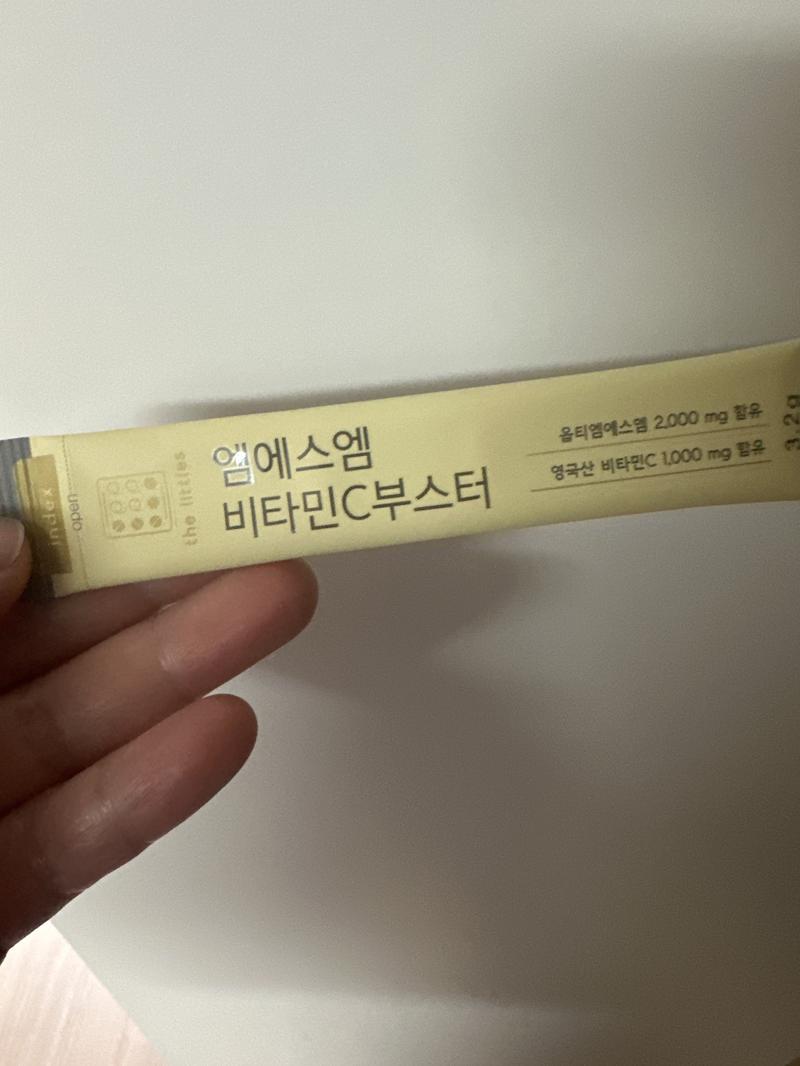 index
open
the littles
엠에스엠
비타민C부스터
옵티엠에스엠 2,000 mg 함유
영국산 비타민C 1,000 mg 함유
3.2g